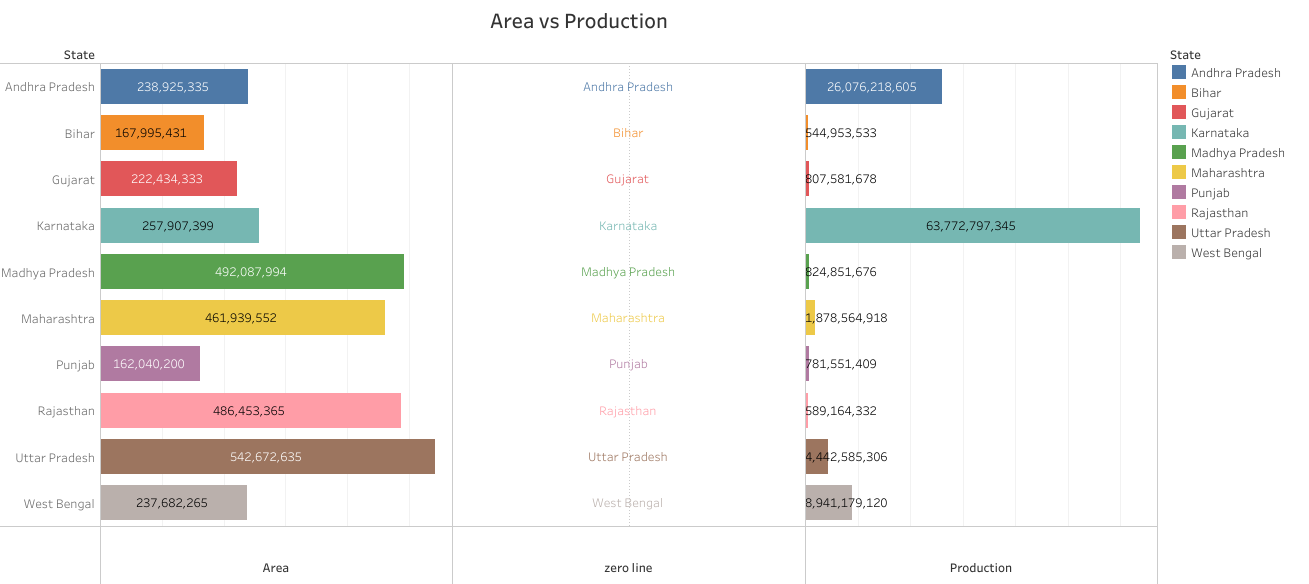 Area vs Production
State
Andhra Pradesh 238,925,335 Andhra Pradesh 26,076,218,605
Bihar 167,995,431 Bihar 544,953,533
Gujarat 222,434,333 Gujarat 807,581,678
Karnataka 257,907,399 Karnataka 63,772,797,345
Madhya Pradesh 492,087,994 Madhya Pradesh 824,851,676
Maharashtra 461,939,552 Maharashtra 1,878,564,918
Punjab 162,040,200 Punjab 781,551,409
Rajasthan 486,453,365 Rajasthan 589,164,332
Uttar Pradesh 542,672,635 Uttar Pradesh 4,442,585,306
West Bengal 237,682,265 West Bengal 8,941,179,120
Area zero line Production
State
Andhra Pradesh
Bihar
Gujarat
Karnataka
Madhya Pradesh
Maharashtra
Punjab
Rajasthan
Uttar Pradesh
West Bengal